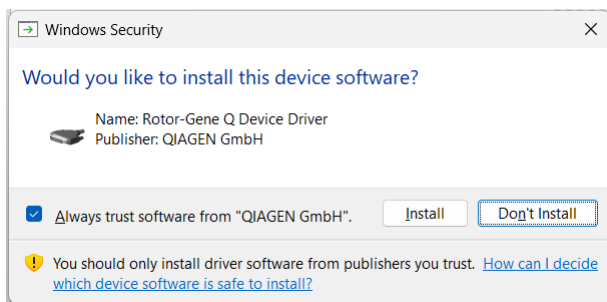 Windows Security
Would you like to install this device software?
Name: Rotor-Gene Q Device Driver
Publisher: QIAGEN GmbH
Always trust software from "QIAGEN GmbH".
Install
Don't Install
You should only install driver software from publishers you trust. How can I decide
which device software is safe to install?